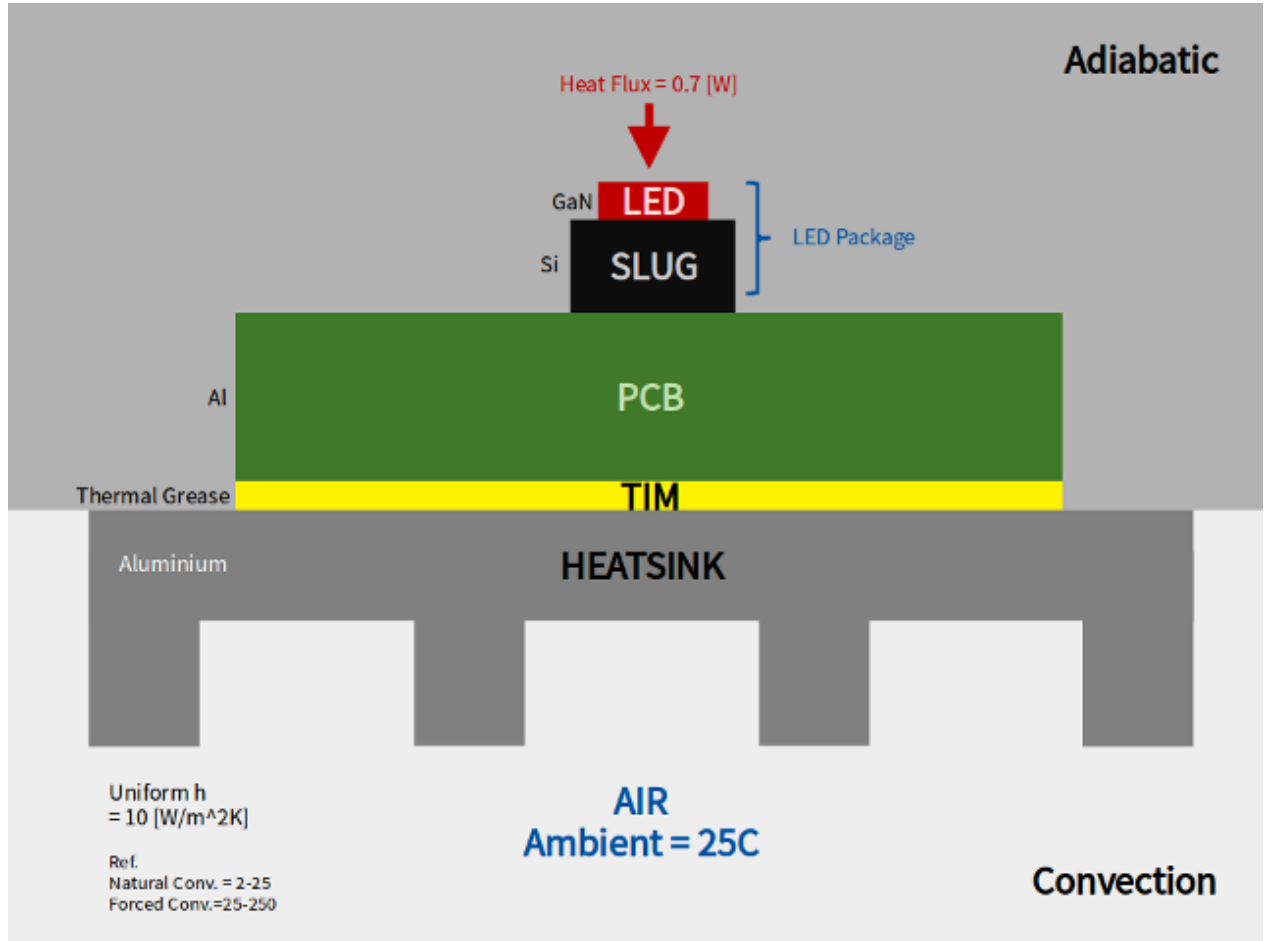 Adiabatic
Heat Flux = 0.7 [W]
GaN
LED
LED Package
Si
SLUG
Al
PCB
Thermal Grease
TIM
Aluminium
HEATSINK
Uniform h
= 10 [W/m^2K]
Ref.
Natural Conv. = 2-25
Forced Conv.=25-250
AIR
Ambient = 25C
Convection